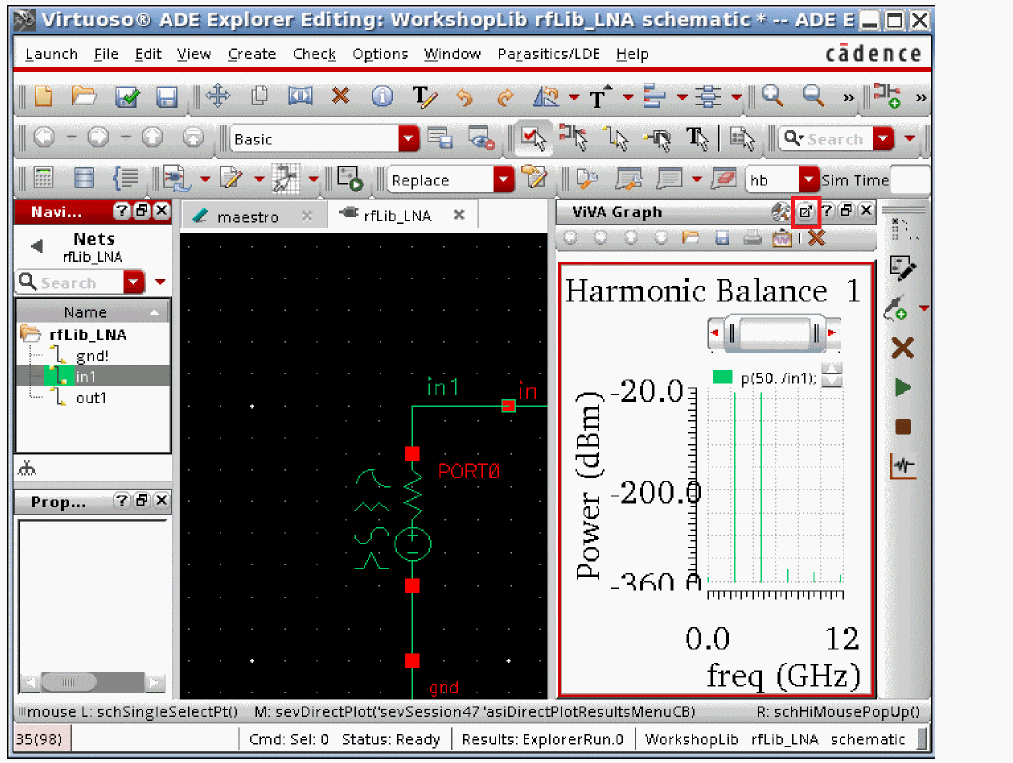 Virtuoso® ADE Explorer Editing: WorkshopLib rfLib_LNA schematic * -- ADE E
Launch File Edit View Create Check Options Window Parasitics/LDE Help cādence
Basic
Search
Replace
hb
Sim Time
Navi...
maestro
rfLib_LNA
ViVA Graph
Nets
rfLib_LNA
Search
Name
rfLib_LNA
gnd!
in1
out1
Prop...
in1
in
PORT0
gnd
Harmonic Balance 1
p(50. /in1);
Power (dBm)
-20.0
-200.0
-360.0
0.0 12
freq (GHz)
mouse L: schSingleSelectPt() M: sevDirectPlot('sevSession47 'asiDirectPlotResultsMenuCB) R: schHiMousePopUp()
35(98) Cmd: Sel: 0 Status: Ready Results: ExplorerRun.0 WorkshopLib rfLib_LNA schematic